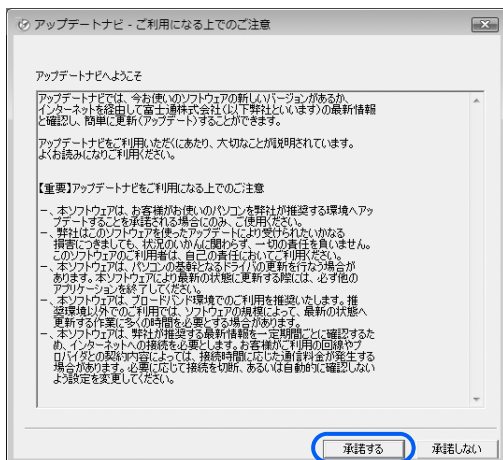 アップデートナビ - ご利用になる上でのご注意
アップデートナビへようこそ
アップデートナビでは、今お使いのソフトウェアの新しいバージョンがあるか、
インターネットを経由して富士通株式会社(以下弊社といいます)の最新情報
と確認し、簡単に更新(アップデート)することができます。
アップデートナビをご利用いただくにあたり、大切なことが説明されています。
よくお読みになりご利用ください。
【重要】アップデートナビをご利用になる上でのご注意
－、本ソフトウェアは、お客様がお使いのパソコンを弊社が推奨する環境へアッ
プデートすることを承諾される場合にのみ、ご使用ください。
－、弊社はこのソフトウェアを使ったアップデートにより受けられたいかなる
損害につきましても、状況のいかんに関わらず、一切の責任を負いません。
このソフトウェアのご利用者は、自己の責任においてご利用ください。
－、本ソフトウェアは、パソコンの基幹となるドライバの更新を行なう場合が
あります。本ソフトウェアにより最新の状態に更新する際には、必ず他の
アプリケーションを終了してください。
－、本ソフトウェアは、ブロードバンド環境でのご利用を推奨いたします。推
奨環境以外でのご利用では、ソフトウェアの規模によって、最新の状態へ
更新する作業に多くの時間を必要とする場合があります。
－、本ソフトウェアは、弊社が推奨する最新情報を一定期間ごとに確認するた
め、インターネットへの接続を必要とします。お客様がご利用の回線やプ
ロバイダとの契約内容によっては、接続時間に応じた通信料金が発生する
場合があります。必要に応じて接続を切断、あるいは自動的に確認しない
よう設定を変更してください。
承諾する
承諾しない